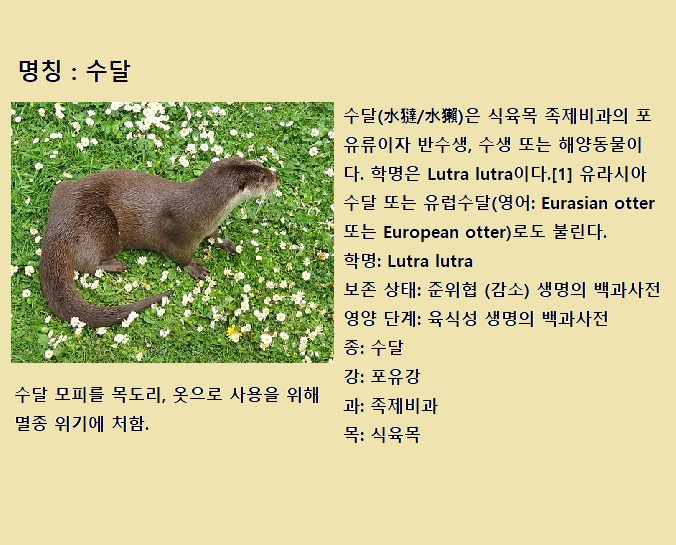 명칭 : 수달
수달(水獺/水獭)은 식육목 족제비과의 포
유류이자 반수생, 수생 또는 해양동물이
다. 학명은 Lutra lutra이다.[1] 유라시아
수달 또는 유럽수달(영어: Eurasian otter
또는 European otter)로도 불린다.
학명: Lutra lutra
보존 상태: 준위협 (감소) 생명의 백과사전
영양 단계: 육식성 생명의 백과사전
종: 수달
강: 포유강
과: 족제비과
목: 식육목
수달 모피를 목도리, 옷으로 사용을 위해
멸종 위기에 처함.